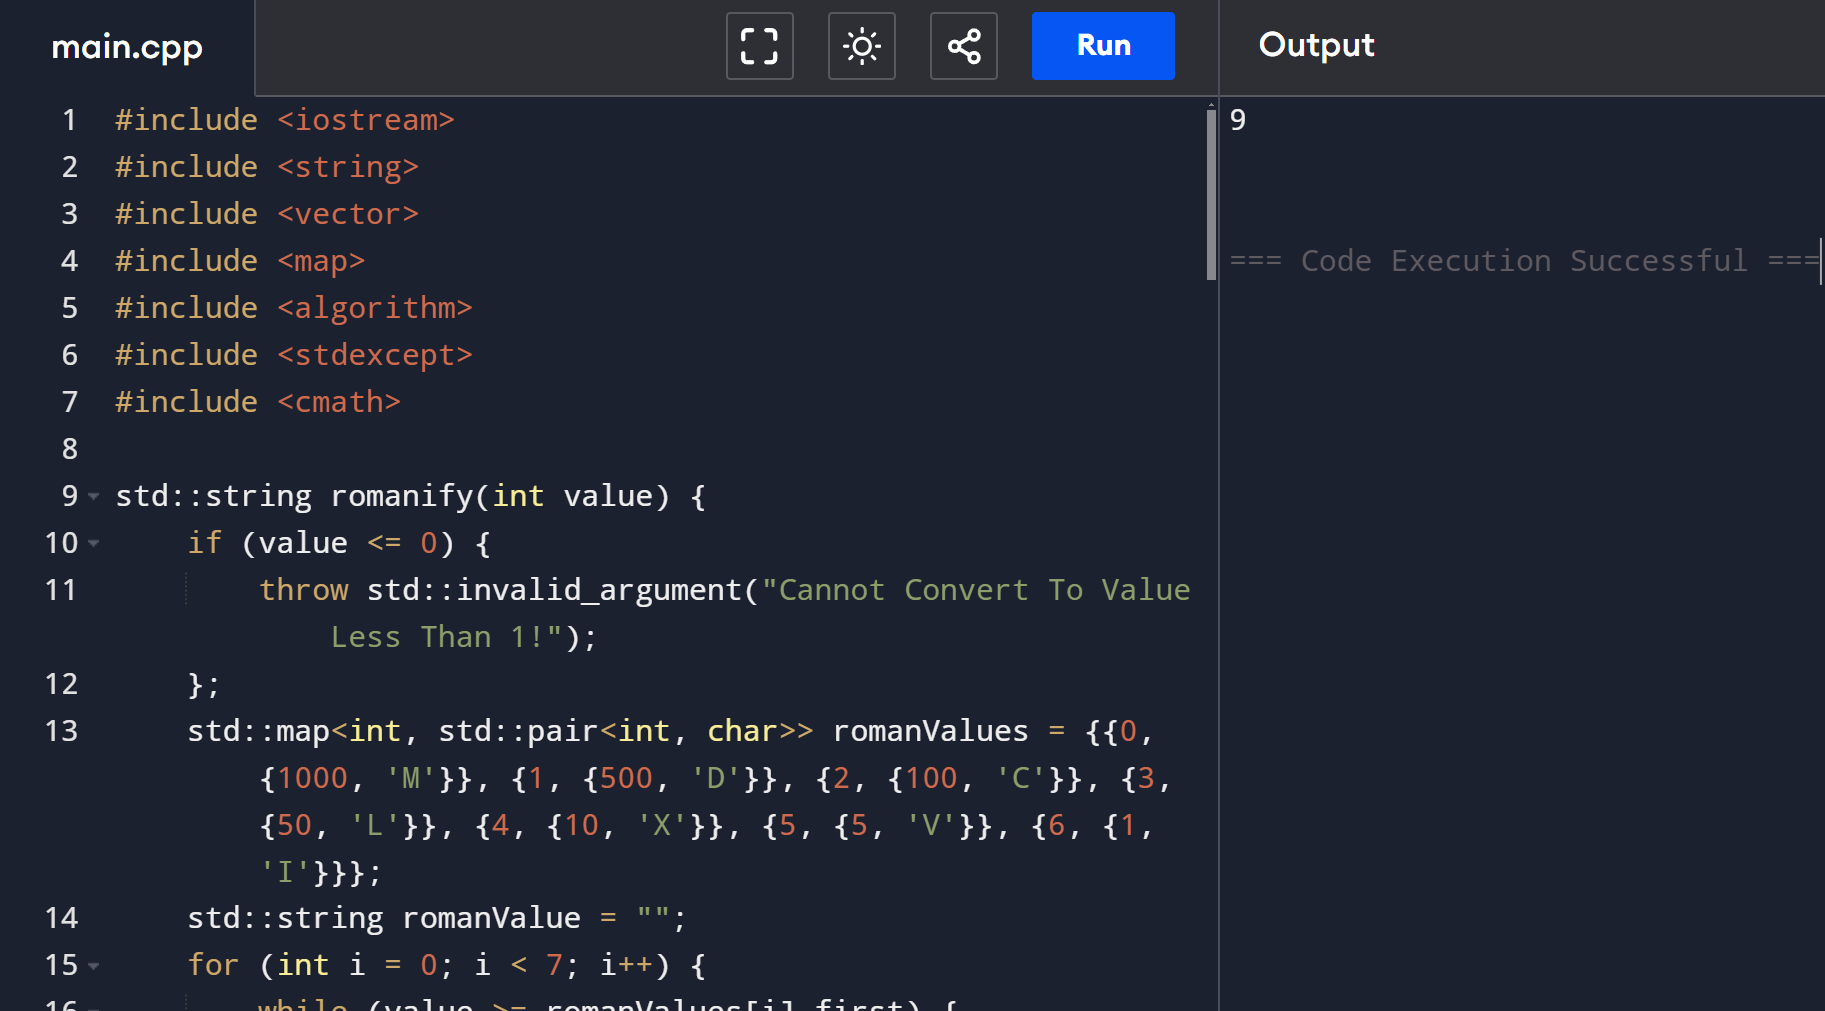 main.cpp
Run
Output
1 #include <iostream>
2 #include <string>
3 #include <vector>
4 #include <map>
5 #include <algorithm>
6 #include <stdexcept>
7 #include <cmath>
8
9 std::string romanify(int value) {
10 if (value <= 0) {
11 throw std::invalid_argument("Cannot Convert To Value
Less Than 1!");
12 };
13 std::map<int, std::pair<int, char>> romanValues = {{0,
{1000, 'M'}}, {1, {500, 'D'}}, {2, {100, 'C'}}, {3,
{50, 'L'}}, {4, {10, 'X'}}, {5, {5, 'V'}}, {6, {1,
'I'}}};
14 std::string romanValue = "";
15 for (int i = 0; i < 7; i++) {
16 while (value >= romanValues[i].first) {
9
=== Code Execution Successful ===